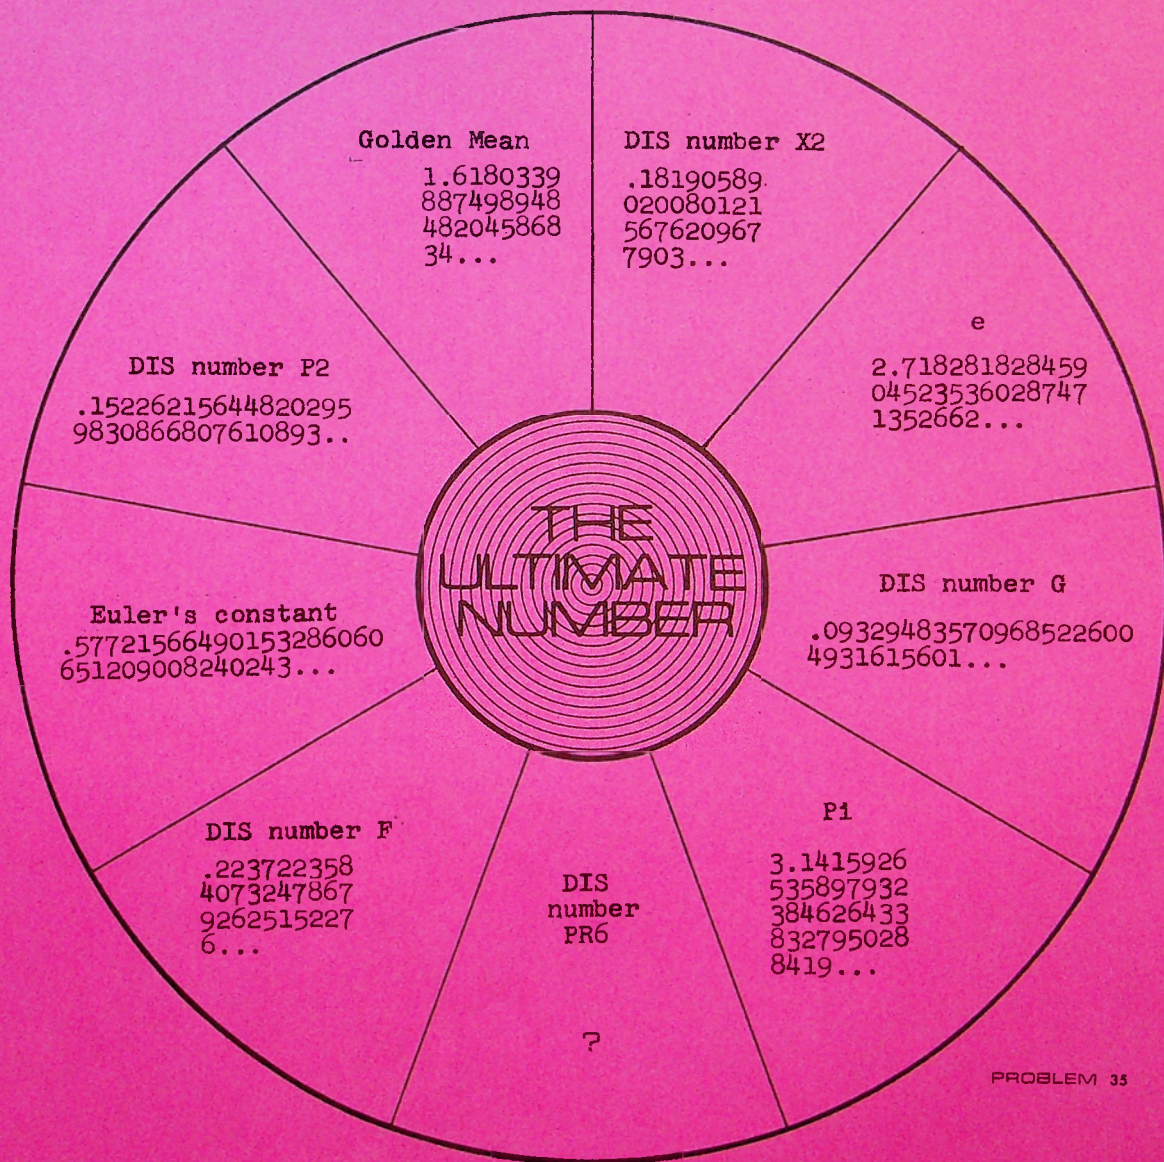 Golden Mean
1.6180339
887498948
482045868
34...
DIS number X2
.18190589
020080121
567620967
7903...
e
2.718281828459
04523536028747
1352662...
DIS number G
.09329483570968522600
4931615601...
Pi
3.1415926
535897932
384626433
832795028
8419...
DIS
number
PR6
?
DIS number F
.223722358
4073247867
9262515227
6...
Euler's constant
.57721566490153286060
651209008240243...
DIS number P2
.15226215644820295
9830866807610893..
THE
ULTIMATE
NUMBER
PROBLEM 35